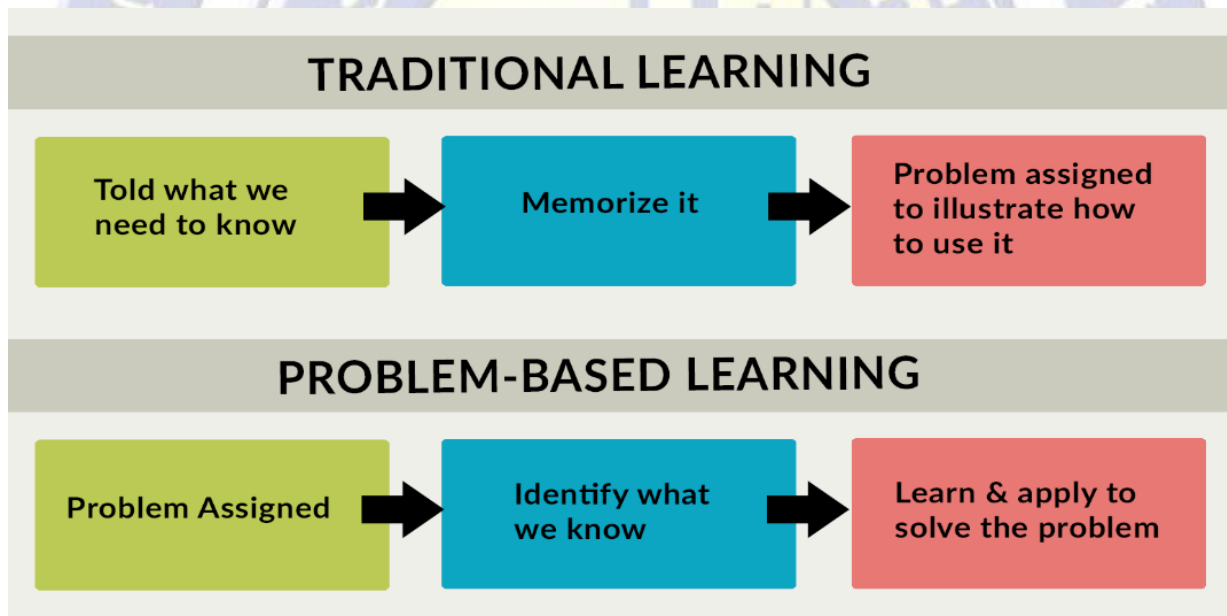 TRADITIONAL LEARNING
Told what we
need to know
Memorize it
Problem assigned
to illustrate how
to use it
PROBLEM-BASED LEARNING
Problem Assigned
Identify what
we know
Learn & apply to
solve the problem